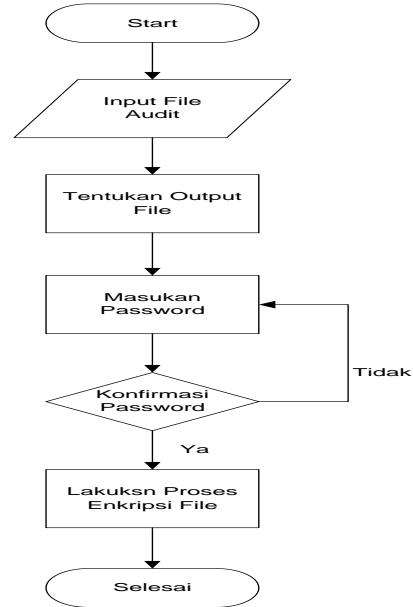 Start
Input File
Audit
Tentukan Output
File
Masukan
Password
Konfirmasi
Password
Tidak
Ya
Lakuksn Proses
Enkripsi File
Selesai